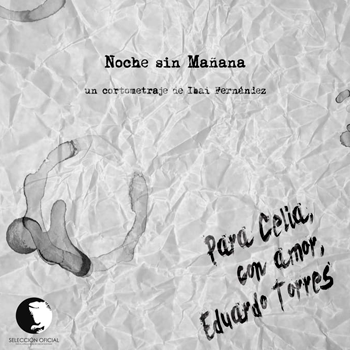 Noche sin Mañana
un cortometraje de Ibai Fernández
Para Celia,
con amor,
Eduardo Torres
SELECCIÓN OFICIAL